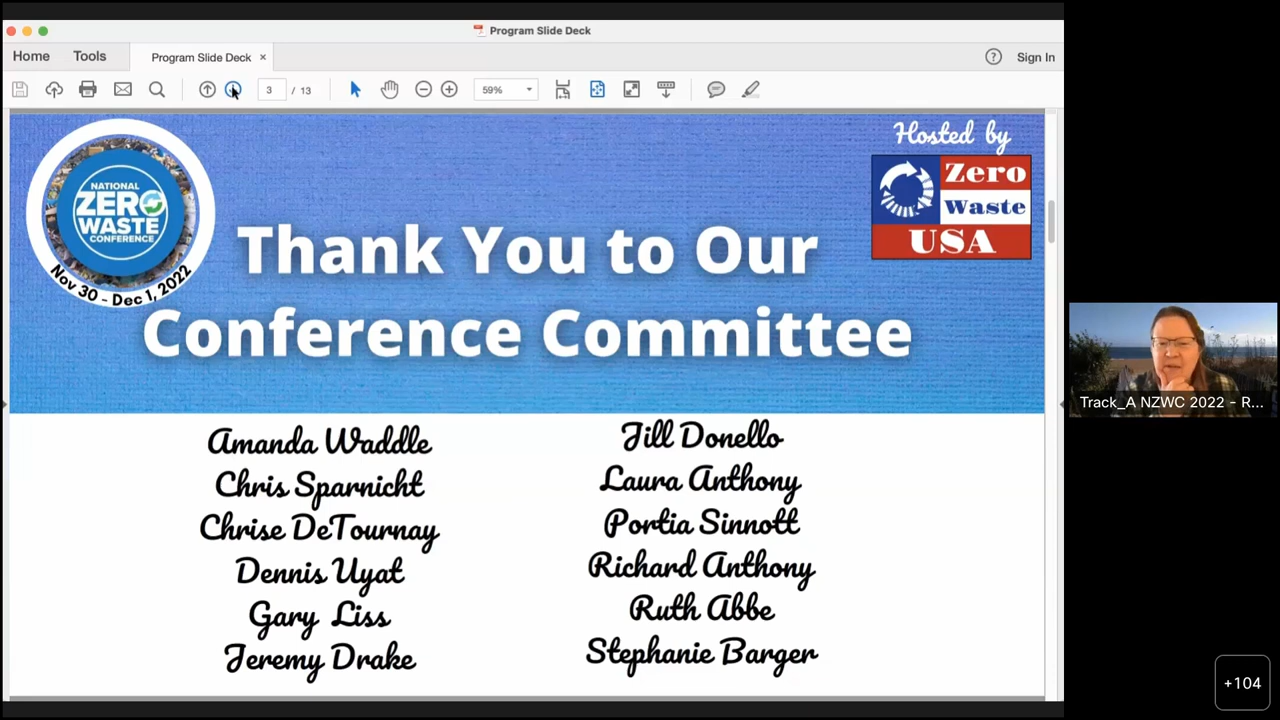 Program Slide Deck
Home
Tools
Program Slide Deck ×
Sign In
3 / 13
59%
NATIONAL
ZERO
WASTE
CONFERENCE
Nov 30 - Dec 1, 2022
Hosted by
Zero
Waste
USA
Thank You to Our
Conference Committee
Amanda Waddle
Chris Sparnicht
Chrise DeTournay
Dennis Uyat
Gary Liss
Jeremy Drake
Jill Donello
Laura Anthony
Portia Sinnott
Richard Anthony
Ruth Abbe
Stephanie Barger
Track_A NZWC 2022 - R...
+104